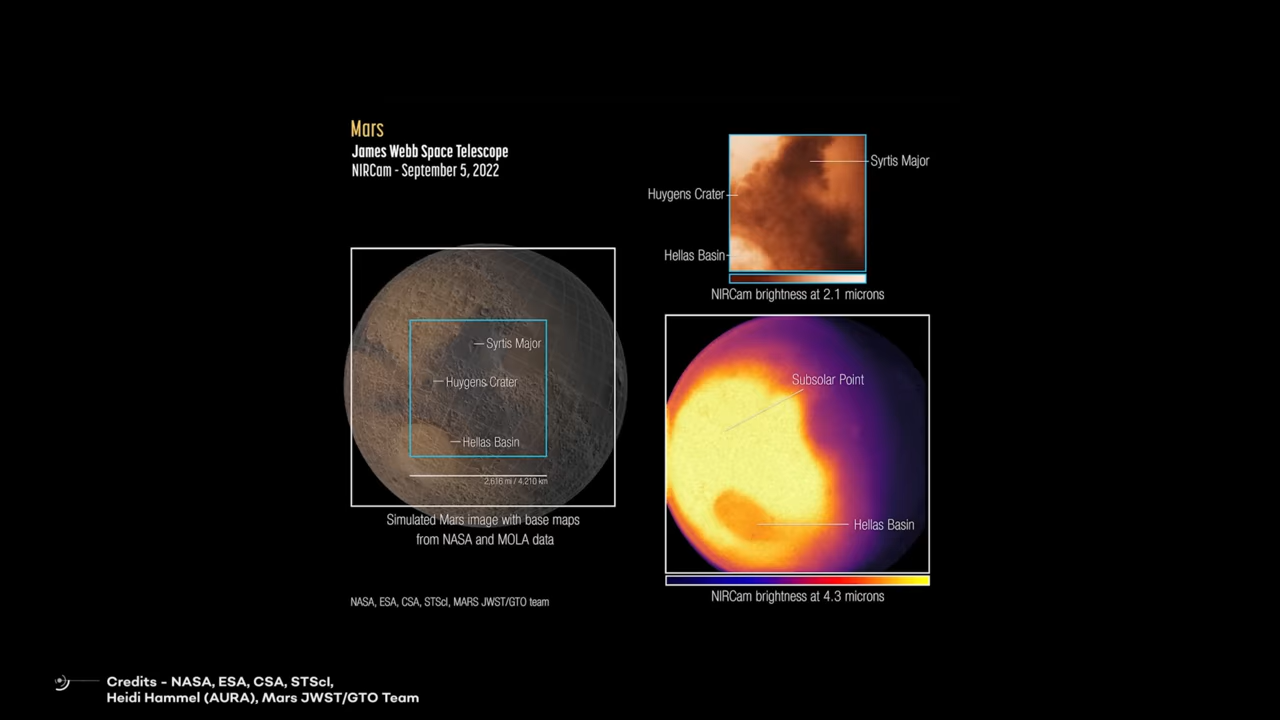 Mars
James Webb Space Telescope
NIRCam - September 5, 2022
Syrtis Major
Huygens Crater
Hellas Basin
2,616 mi / 4,210 km
Simulated Mars image with base maps
from NASA and MOLA data
Syrtis Major
Huygens Crater
Hellas Basin
NIRCam brightness at 2.1 microns
Subsolar Point
Hellas Basin
NIRCam brightness at 4.3 microns
NASA, ESA, CSA, STScI, MARS JWST/GTO team
Credits - NASA, ESA, CSA, STScI,
Heidi Hammel (AURA), Mars JWST/GTO Team